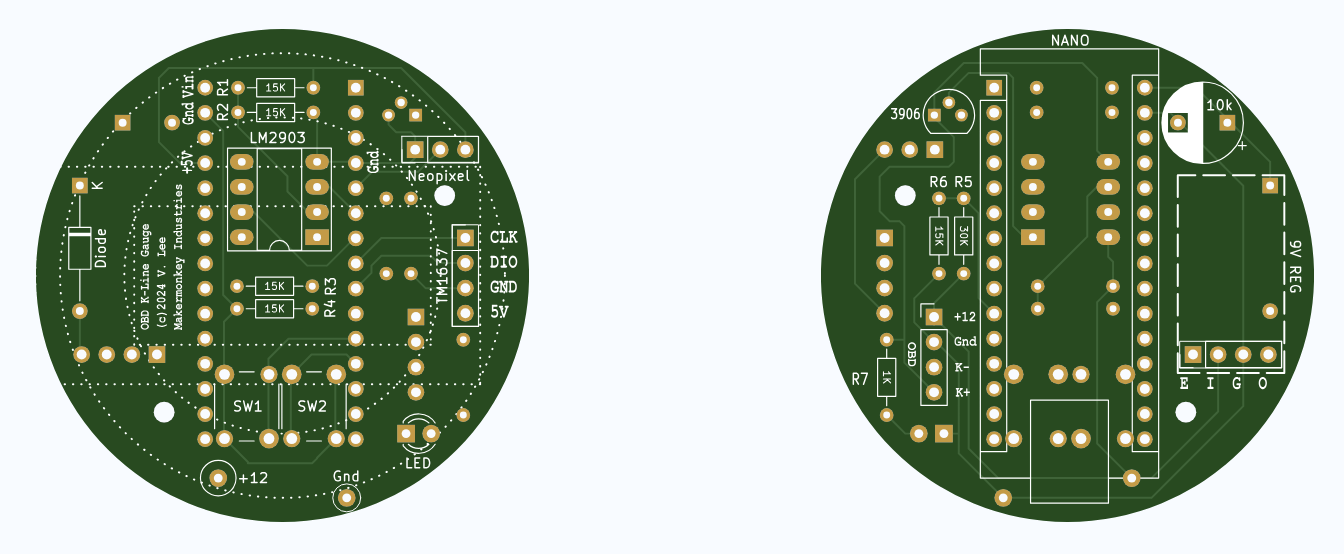 Vin
Gnd
R1
15K
R2
15K
LM2903
+5V
Gnd
Neopixel
K
Diode
OBD K-Line Gauge
(c)2024 V. Lee
Makermonkey Industries
CLK
DIO
GND
5V
TM1637
15K
R3
15K
R4
SW1
SW2
+12
Gnd
LED
NANO
3906
10k
+
R6
R5
15K
30K
9V REG
+12
Gnd
K-
K+
OBD
R7
1K
E I G O